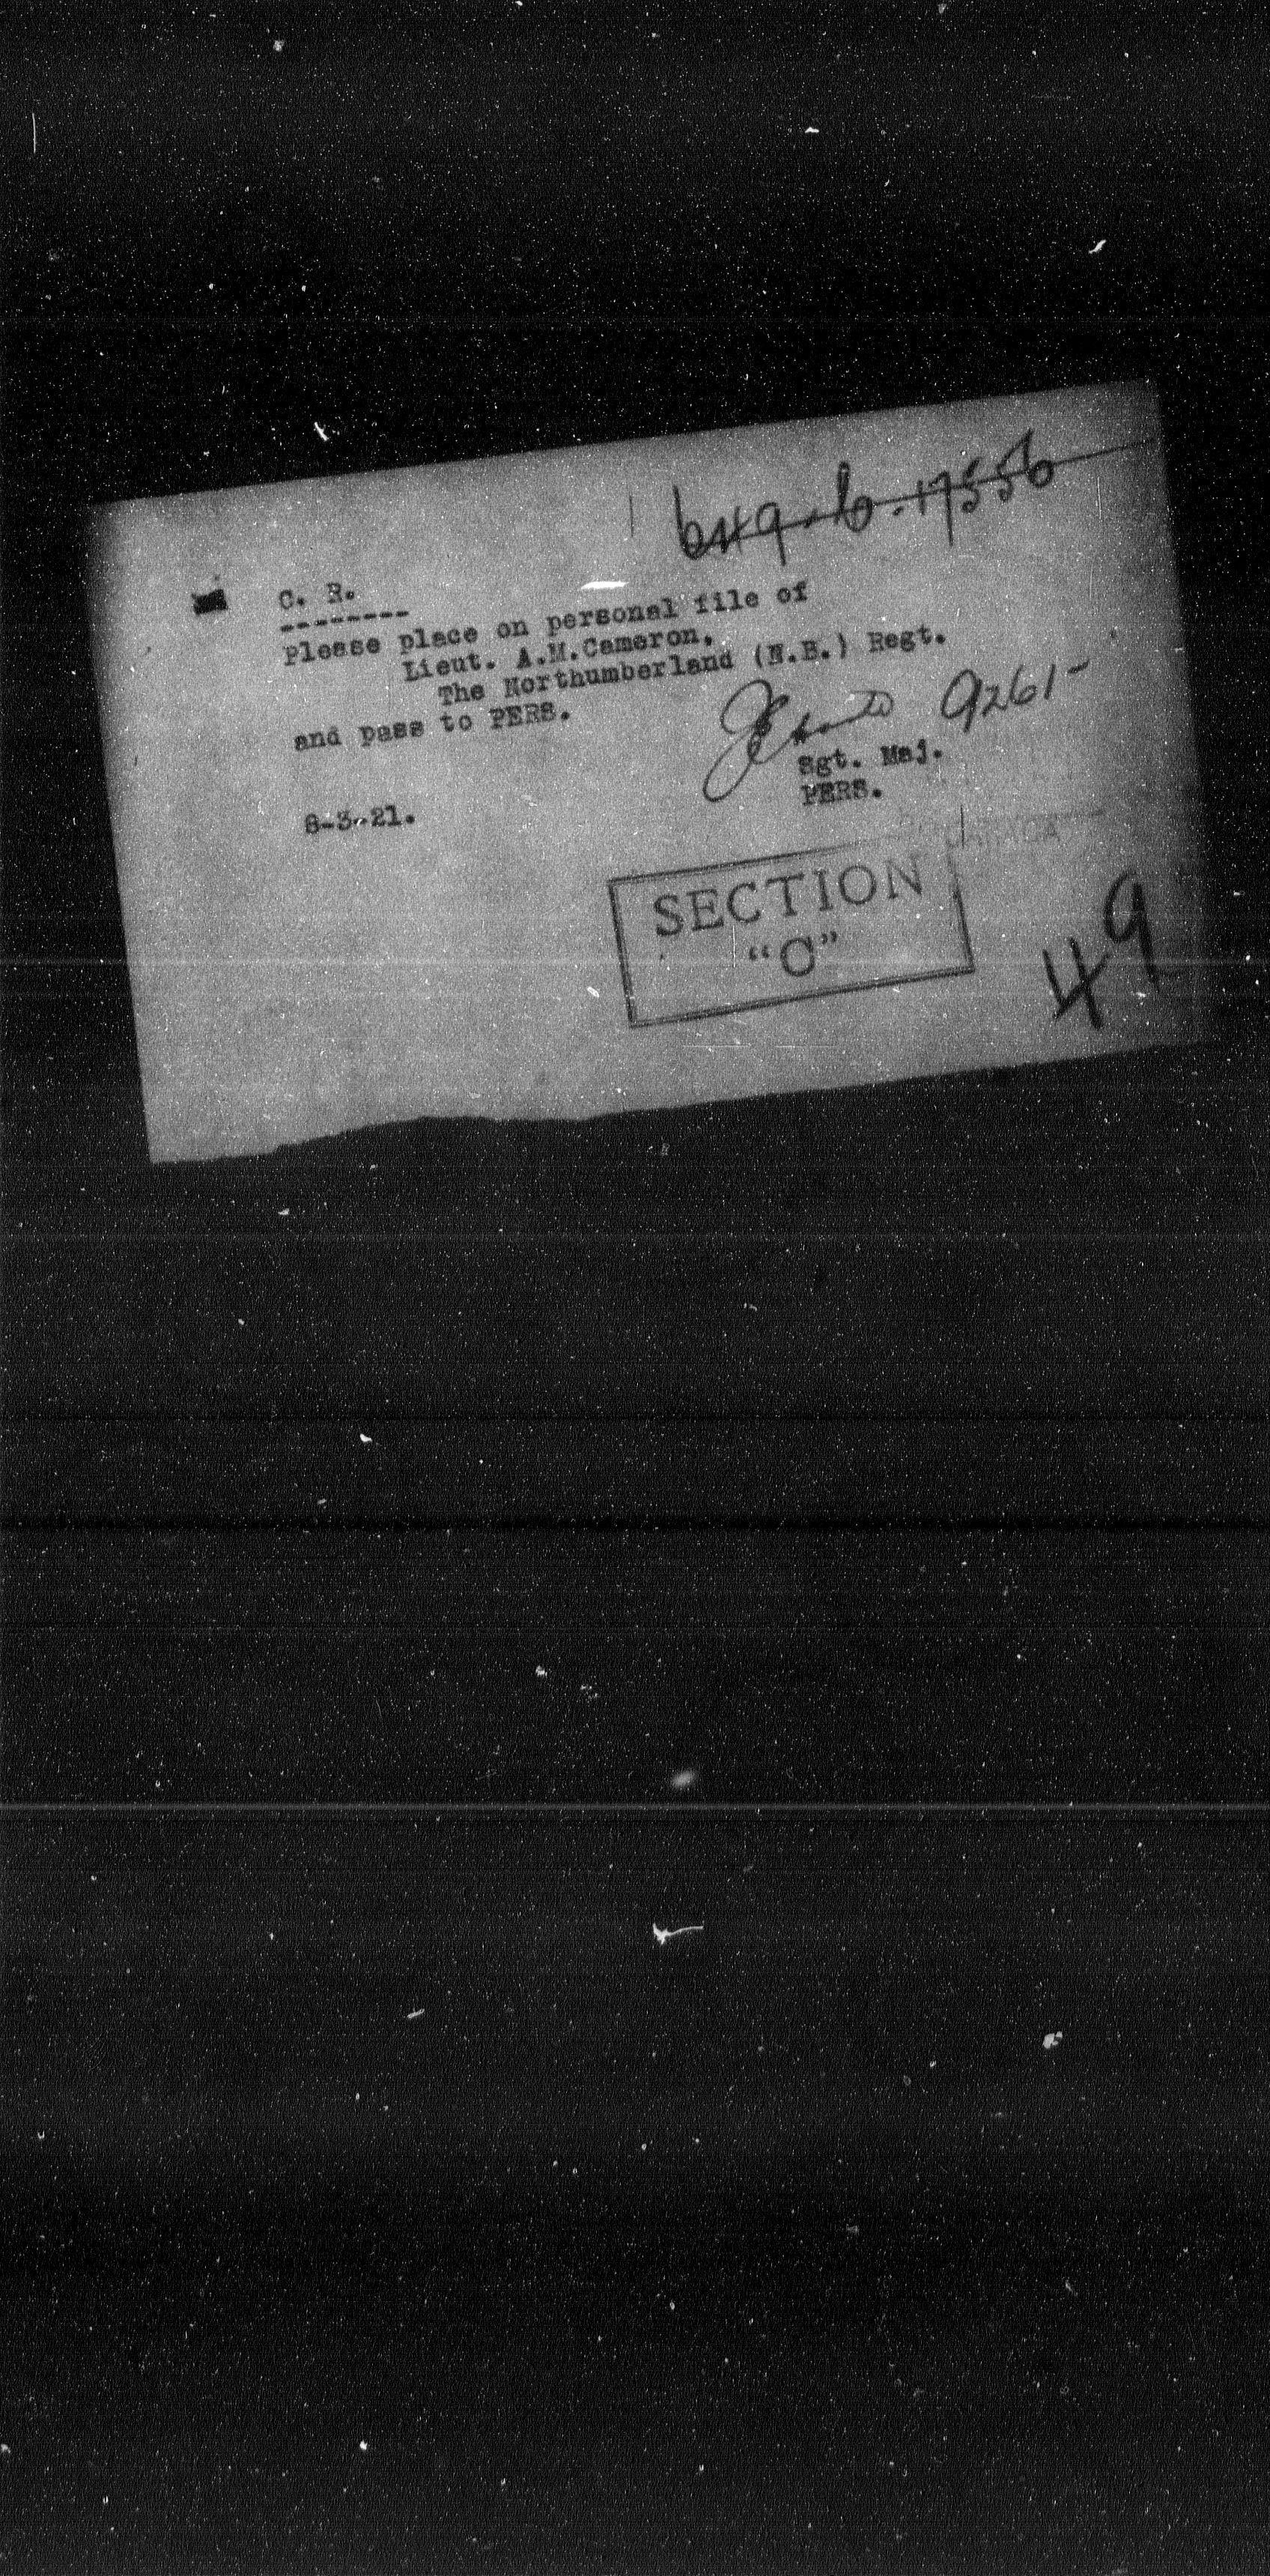 649-6-17556
C. R.
--------
Please place on personal file of
Lieut. A.M.Cameron.
The Northumberland (N.B.) Regt.
and pass to PERS.
9261-
Sgt. Maj.
PERS.
8-3-21.
SECTION
"C"
49